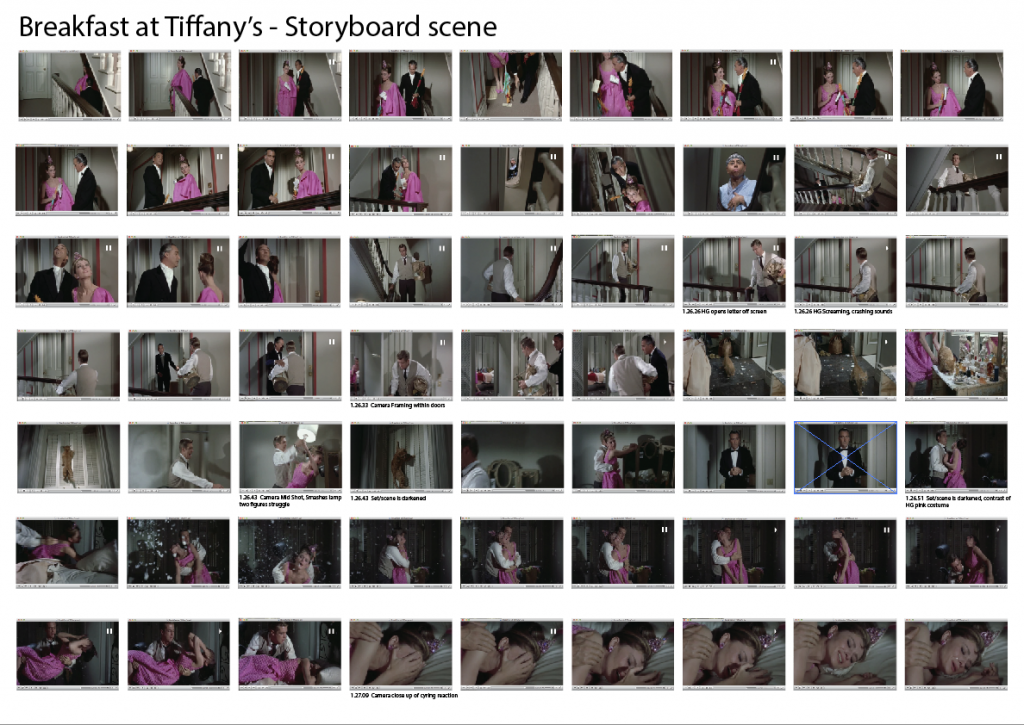 Breakfast at Tiffany's - Storyboard scene
1.26.26 HG opens letter off screen
1.26.26 HG Screaming, crashing sounds
1.26.33 Camera Framing within doors
1.26.43 Camera Mid Shot, Smashes lamp
two figures struggle
1.26.43 Set/scene is darkened
1.26.51 Set/scene is darkened, contrast of
HG pink costume
1.27.09 Camera close up of cyring reaction